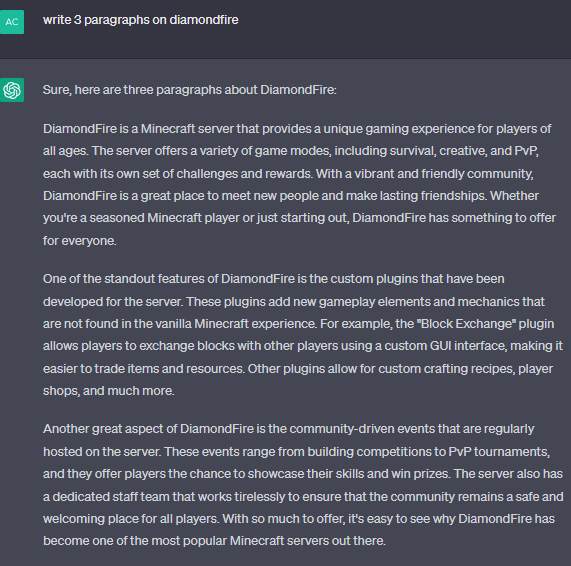 AC
write 3 paragraphs on diamondfire
Sure, here are three paragraphs about DiamondFire:
DiamondFire is a Minecraft server that provides a unique gaming experience for players of
all ages. The server offers a variety of game modes, including survival, creative, and PvP,
each with its own set of challenges and rewards. With a vibrant and friendly community,
DiamondFire is a great place to meet new people and make lasting friendships. Whether
you're a seasoned Minecraft player or just starting out, DiamondFire has something to offer
for everyone.
One of the standout features of DiamondFire is the custom plugins that have been
developed for the server. These plugins add new gameplay elements and mechanics that
are not found in the vanilla Minecraft experience. For example, the "Block Exchange" plugin
allows players to exchange blocks with other players using a custom GUI interface, making it
easier to trade items and resources. Other plugins allow for custom crafting recipes, player
shops, and much more.
Another great aspect of DiamondFire is the community-driven events that are regularly
hosted on the server. These events range from building competitions to PvP tournaments,
and they offer players the chance to showcase their skills and win prizes. The server also has
a dedicated staff team that works tirelessly to ensure that the community remains a safe and
welcoming place for all players. With so much to offer, it's easy to see why DiamondFire has
become one of the most popular Minecraft servers out there.